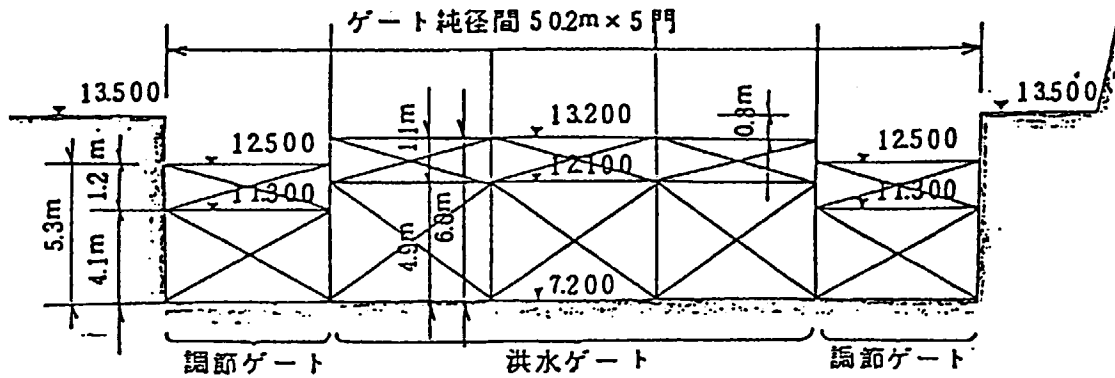 ゲート純径間 50.2m×5門
13.500
13.500
1.1m
13.200
0.8m
12.500
12.500
1.2m
12.100
11.300
11.300
5.3m
4.1m
4.9m
6.0m
7.200
調節ゲート
洪水ゲート
調節ゲート